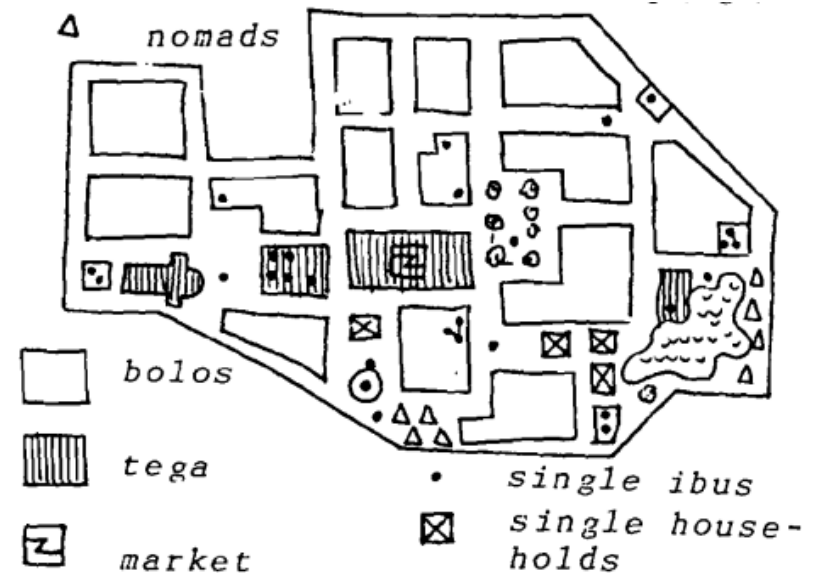 nomads
bolos
tega
market
single ibus
single house-
holds